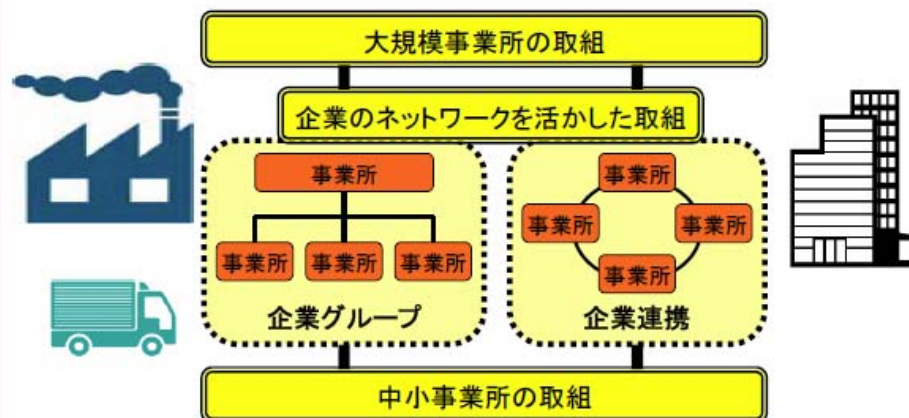 大規模事業所の取組
企業のネットワークを活かした取組
事業所
事業所 事業所 事業所
企業グループ
事業所
事業所 事業所
事業所
企業連携
中小事業所の取組